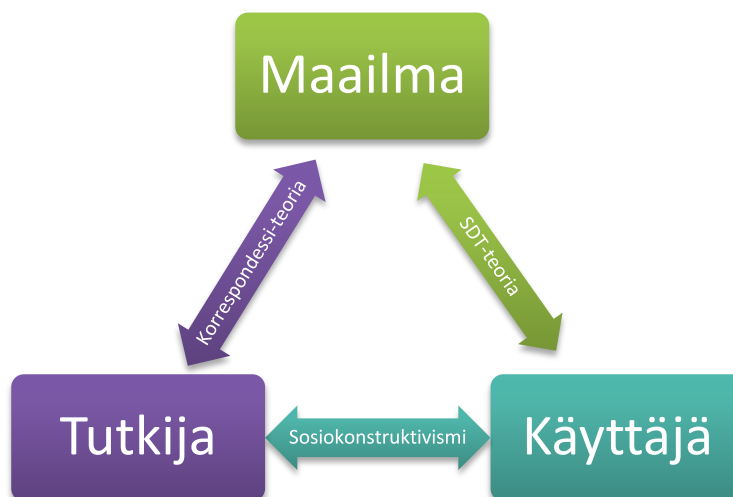 Maailma
Korrespondessi-teoria
SDT-teoria
Tutkija
Sosiokonstruktivismi
Käyttäjä